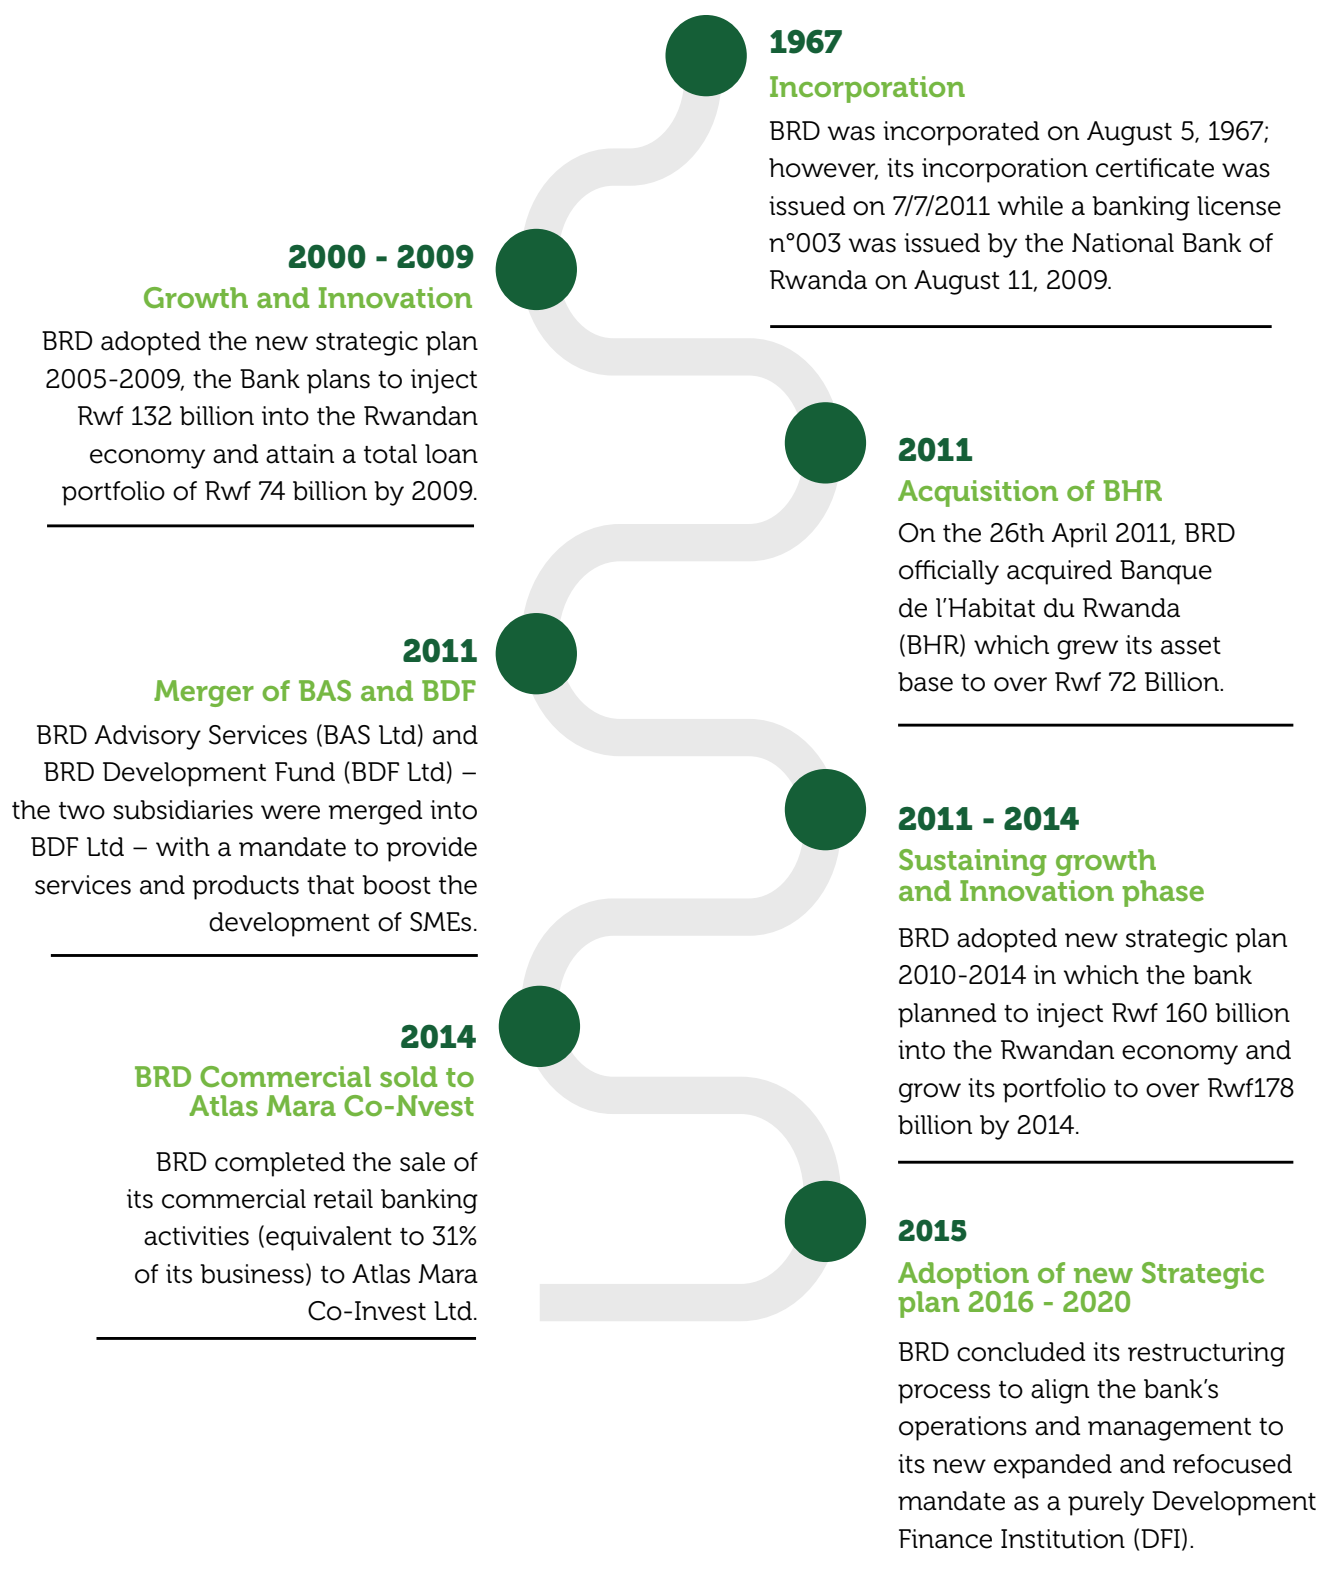 1967
Incorporation
BRD was incorporated on August 5, 1967;
however, its incorporation certificate was
issued on 7/7/2011 while a banking license
n°003 was issued by the National Bank of
Rwanda on August 11, 2009.
2000 - 2009
Growth and Innovation
BRD adopted the new strategic plan
2005-2009, the Bank plans to inject
Rwf 132 billion into the Rwandan
economy and attain a total loan
portfolio of Rwf 74 billion by 2009.
2011
Acquisition of BHR
On the 26th April 2011, BRD
officially acquired Banque
de l'Habitat du Rwanda
(BHR) which grew its asset
base to over Rwf 72 Billion.
2011
Merger of BAS and BDF
BRD Advisory Services (BAS Ltd) and
BRD Development Fund (BDF Ltd) –
the two subsidiaries were merged into
BDF Ltd – with a mandate to provide
services and products that boost the
development of SMEs.
2011 - 2014
Sustaining growth
and Innovation phase
BRD adopted new strategic plan
2010-2014 in which the bank
planned to inject Rwf 160 billion
into the Rwandan economy and
grow its portfolio to over Rwf178
billion by 2014.
2014
BRD Commercial sold to
Atlas Mara Co-Nvest
BRD completed the sale of
its commercial retail banking
activities (equivalent to 31%
of its business) to Atlas Mara
Co-Invest Ltd.
2015
Adoption of new Strategic
plan 2016 - 2020
BRD concluded its restructuring
process to align the bank's
operations and management to
its new expanded and refocused
mandate as a purely Development
Finance Institution (DFI).